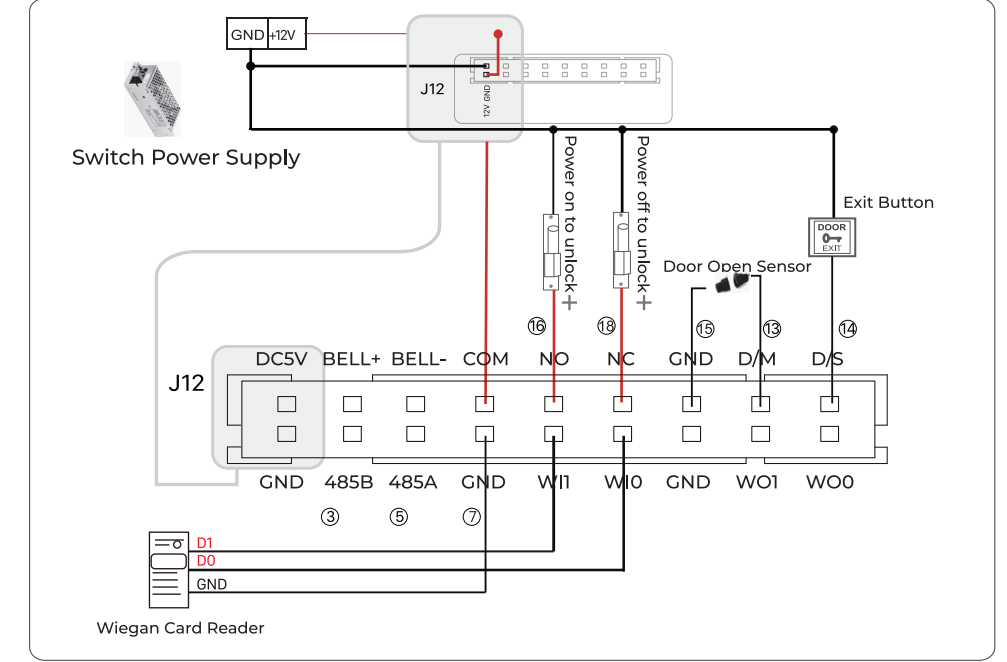 GND +12V
J12
12V GND
Switch Power Supply
Power on to unlock +
Power off to unlock +
Exit Button
DOOR
EXIT
Door Open Sensor
16 18 15 13 14
DC5V BELL+ BELL- COM NO NC GND D/M D/S
J12
GND 485B 485A GND WI1 WI0 GND WO1 WO0
3 5 7
D1
D0
GND
Wiegan Card Reader